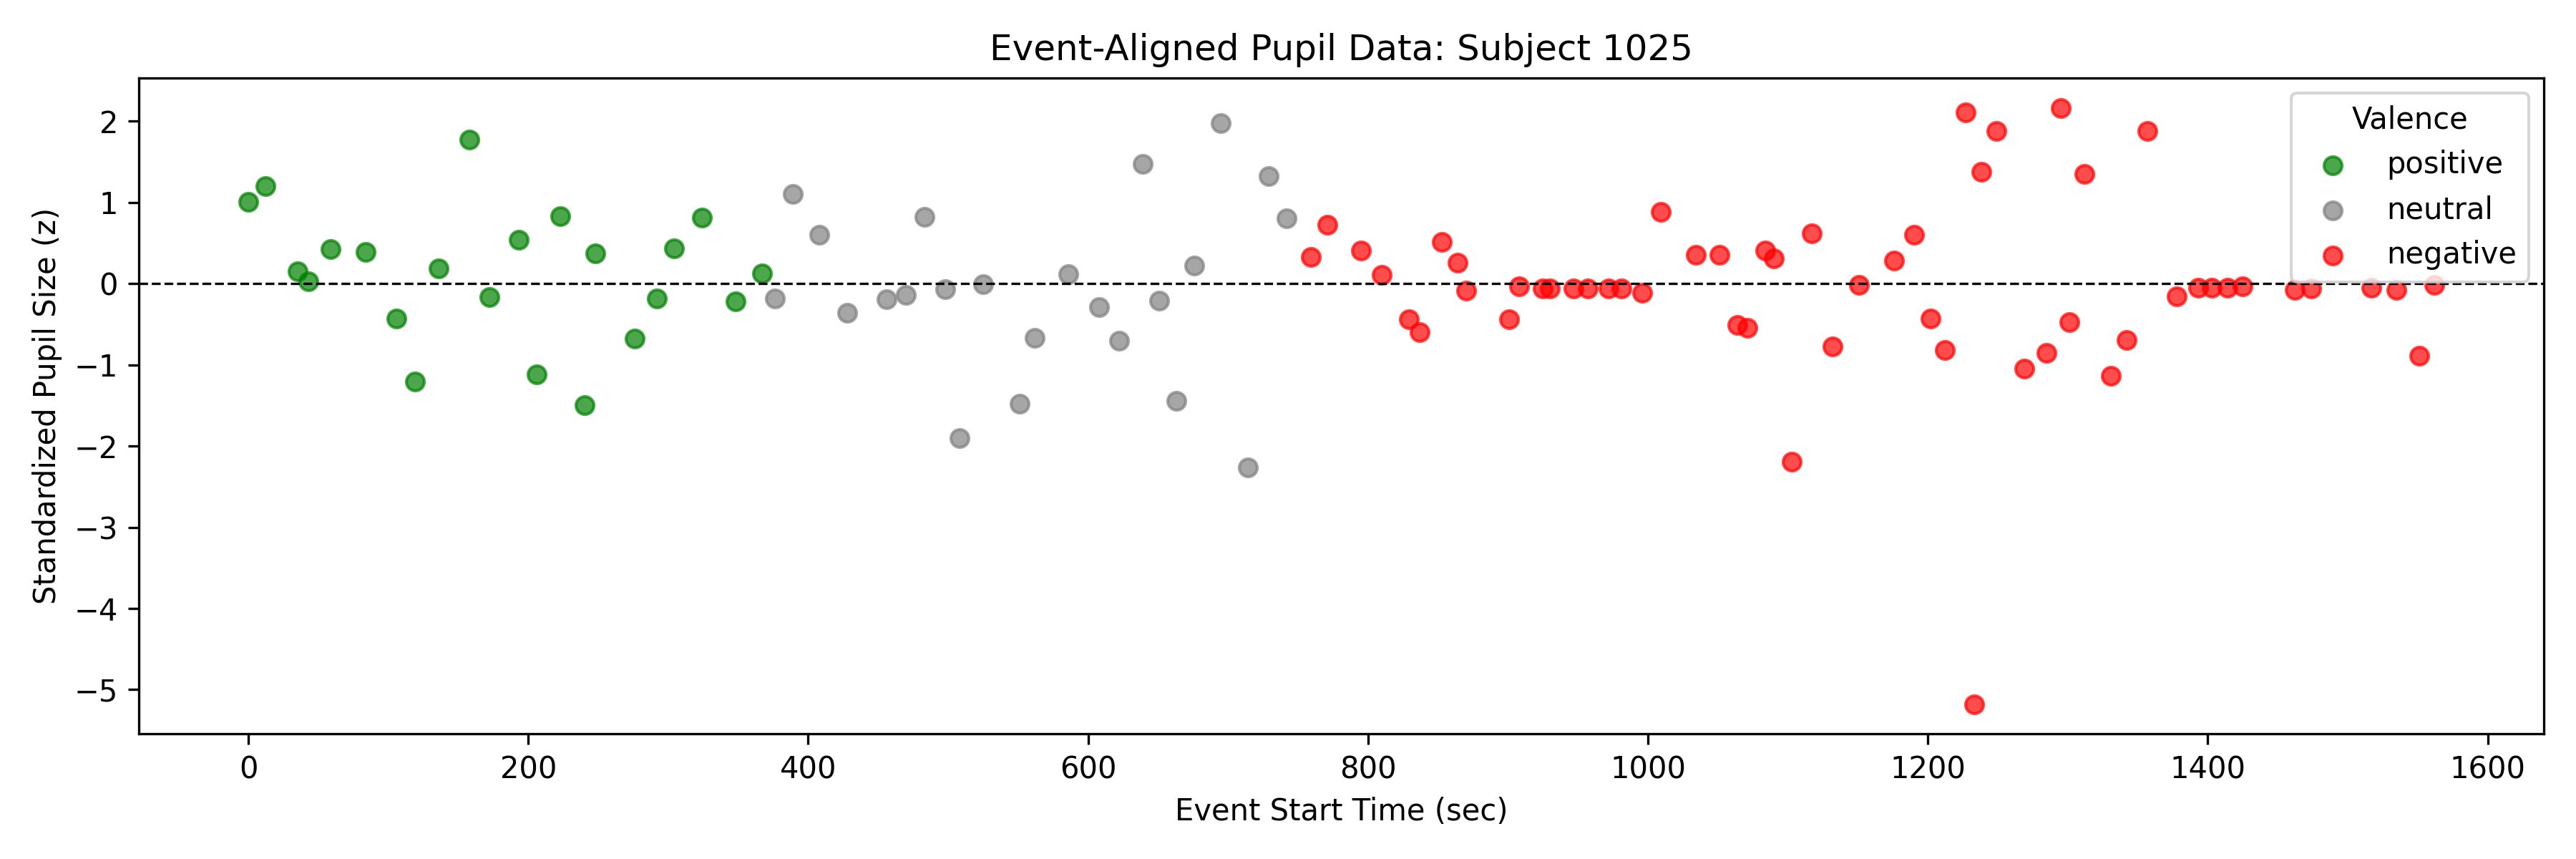 Event-Aligned Pupil Data: Subject 1025
Standardized Pupil Size (z)
2
1
0
−1
−2
−3
−4
−5
Valence
positive
neutral
negative
0 200 400 600 800 1000 1200 1400 1600
Event Start Time (sec)